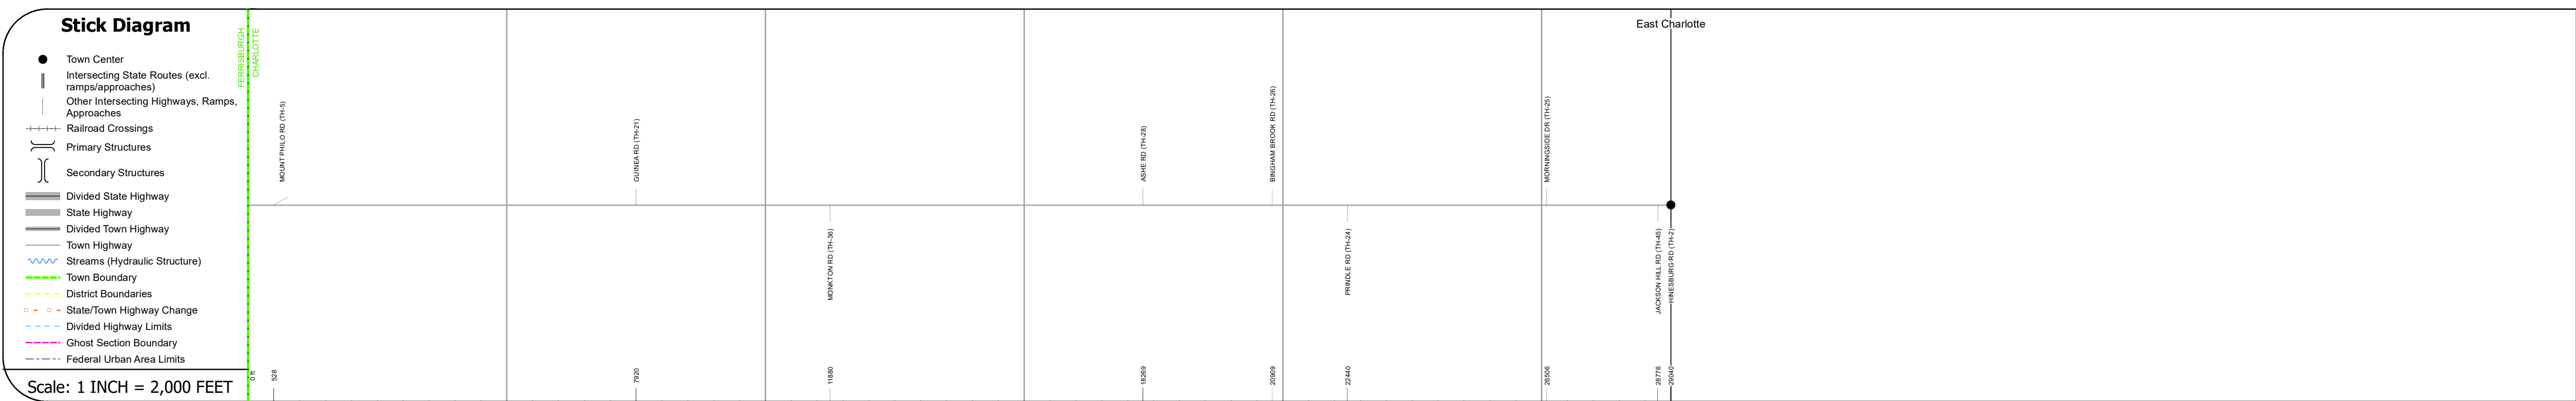 Stick Diagram
Town Center
Intersecting State Routes (excl.
ramps/approaches)
Other Intersecting Highways, Ramps,
Approaches
Railroad Crossings
Primary Structures
Secondary Structures
Divided State Highway
State Highway
Divided Town Highway
Town Highway
Streams (Hydraulic Structure)
Town Boundary
District Boundaries
State/Town Highway Change
Divided Highway Limits
Ghost Section Boundary
Federal Urban Area Limits
Scale: 1 INCH = 2,000 FEET
FERRISBURGH
CHARLOTTE
East Charlotte
MOUNT PHILO RD (TH-5)
GUINEA RD (TH-21)
MONKTON RD (TH-36)
ASHE RD (TH-28)
BINGHAM BROOK RD (TH-26)
PRINDLE RD (TH-24)
MORNINGSIDE DR (TH-25)
JACKSON HILL RD (TH-45)
HINESBURG RD (TH-2)
0 ft
528
7920
11880
18269
20909
22440
26506
28776
29040